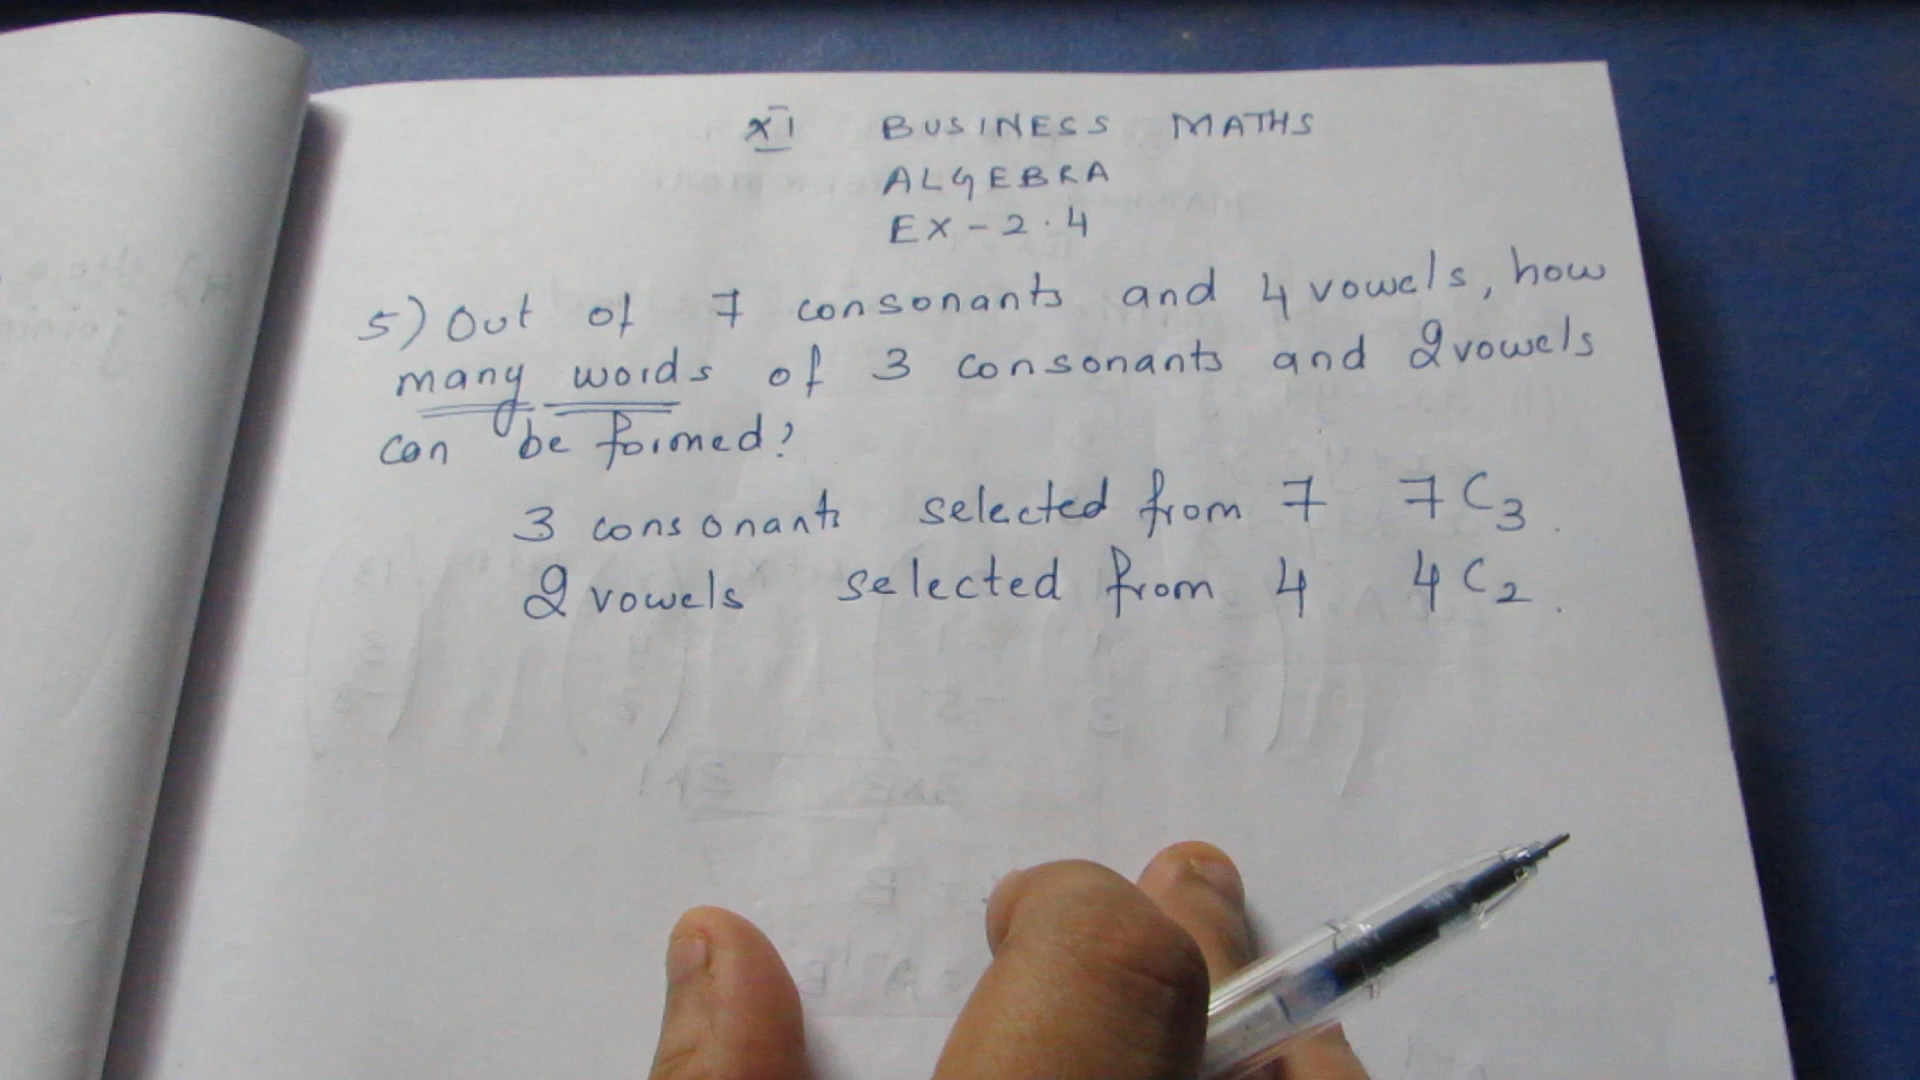 XI BUSINESS MATHS
ALGEBRA
EX - 2.4
5) Out of 7 consonants and 4 vowels, how
many words of 3 consonants and 2 vowels
can be formed?
3 consonants selected from 7 7C3.
2 vowels selected from 4 4C2.